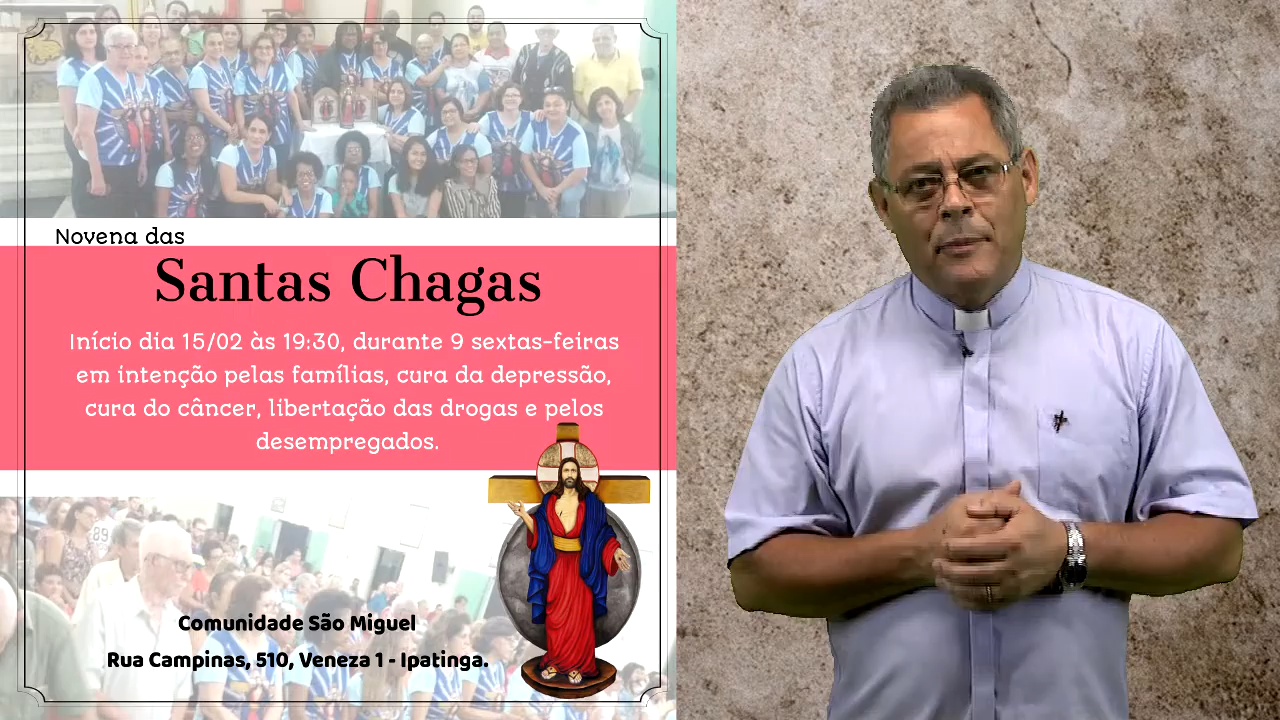 Novena das
Santas Chagas
Início dia 15/02 às 19:30, durante 9 sextas-feiras
em intenção pelas famílias, cura da depressão,
cura do câncer, libertação das drogas e pelos
desempregados.
89
Comunidade São Miguel
Rua Campinas, 510, Veneza 1 - Ipatinga.